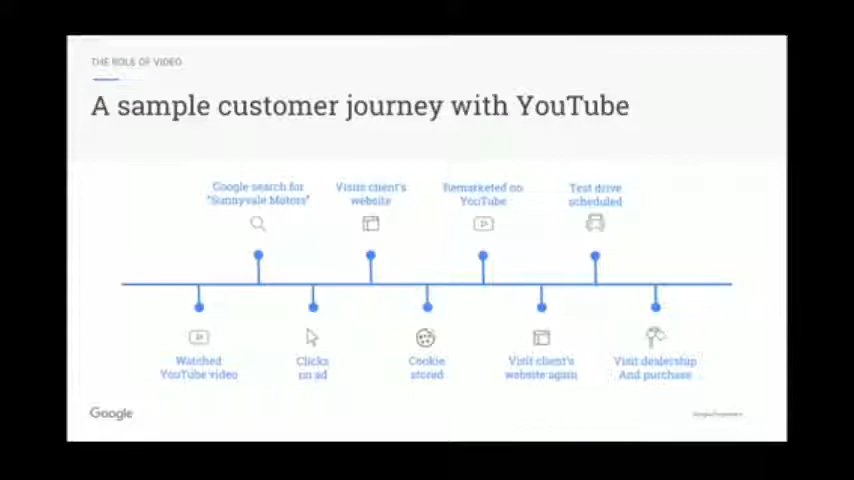 THE ROLE OF VIDEO
A sample customer journey with YouTube
Google search for
"Sunnyvale Motors"
Visits client's
website
Remarketed on
YouTube
Test drive
scheduled
Watched
YouTube video
Clicks
on ad
Cookie
stored
Visit client's
website again
Visit dealership
And purchase
Google